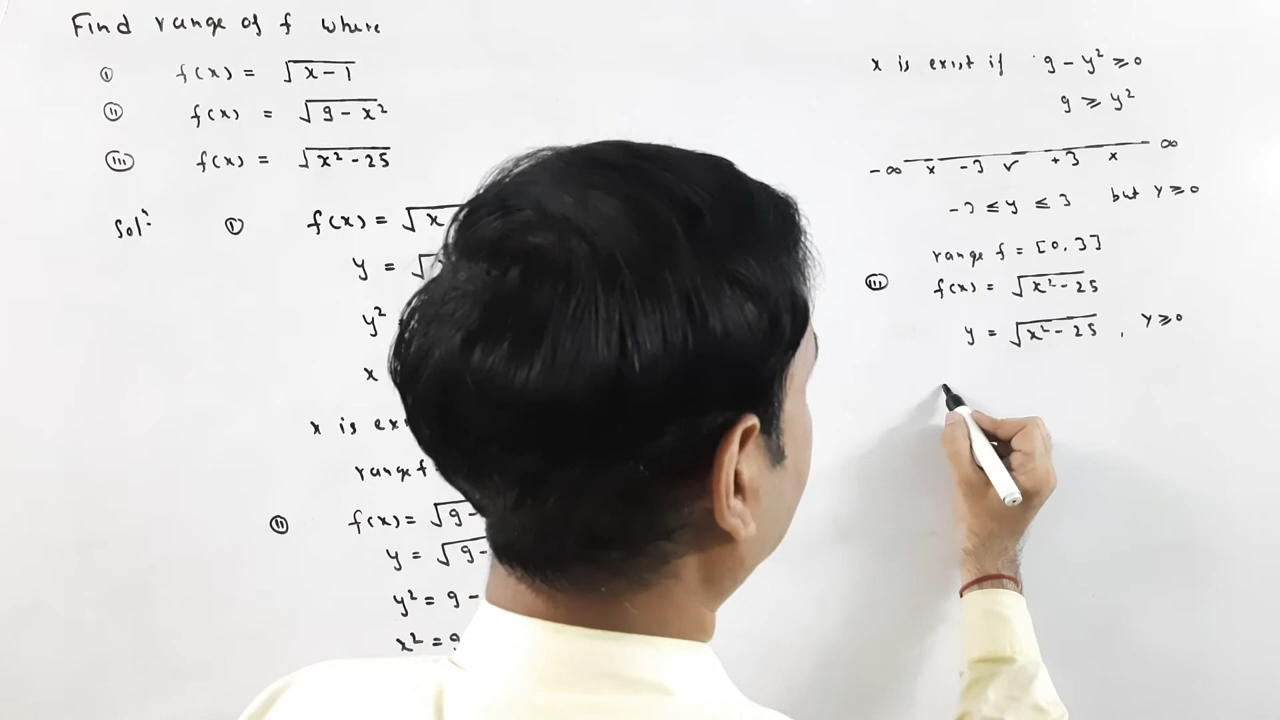 Find range of f where
(i) f(x) = √x-1
(ii) f(x) = √9-x²
(iii) f(x) = √x²-25
Sol:
(i) f(x) = √x
y = √
y²
x
x is ex
range f
(ii) f(x) = √9-
y = √9-
y² = 9-
x² = 9
x is exist if 9-y² ≥ 0
9 ≥ y²
-∞ x -3 ✓ +3 x ∞
-3 ≤ y ≤ 3 but y ≥ 0
range f = [0, 3]
(iii) f(x) = √x²-25
y = √x²-25 , y ≥ 0